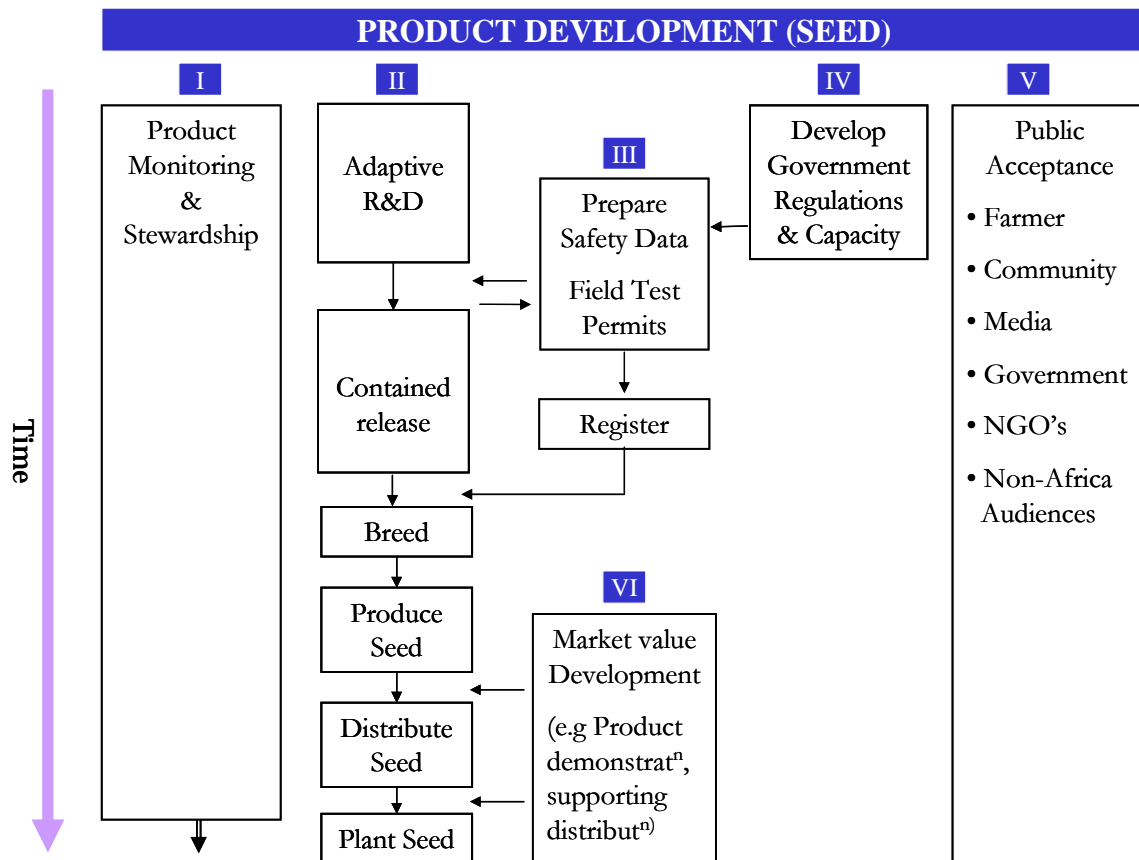 PRODUCT DEVELOPMENT (SEED)
Time
I
Product
Monitoring
&
Stewardship
II
Adaptive
R&D
Contained
release
Breed
Produce
Seed
Distribute
Seed
Plant Seed
III
Prepare
Safety Data
Field Test
Permits
Register
IV
Develop
Government
Regulations
& Capacity
V
Public
Acceptance
• Farmer
• Community
• Media
• Government
• NGO’s
• Non-Africa
Audiences
VI
Market value
Development
(e.g Product
demonstratⁿ,
supporting
distributⁿ⁾